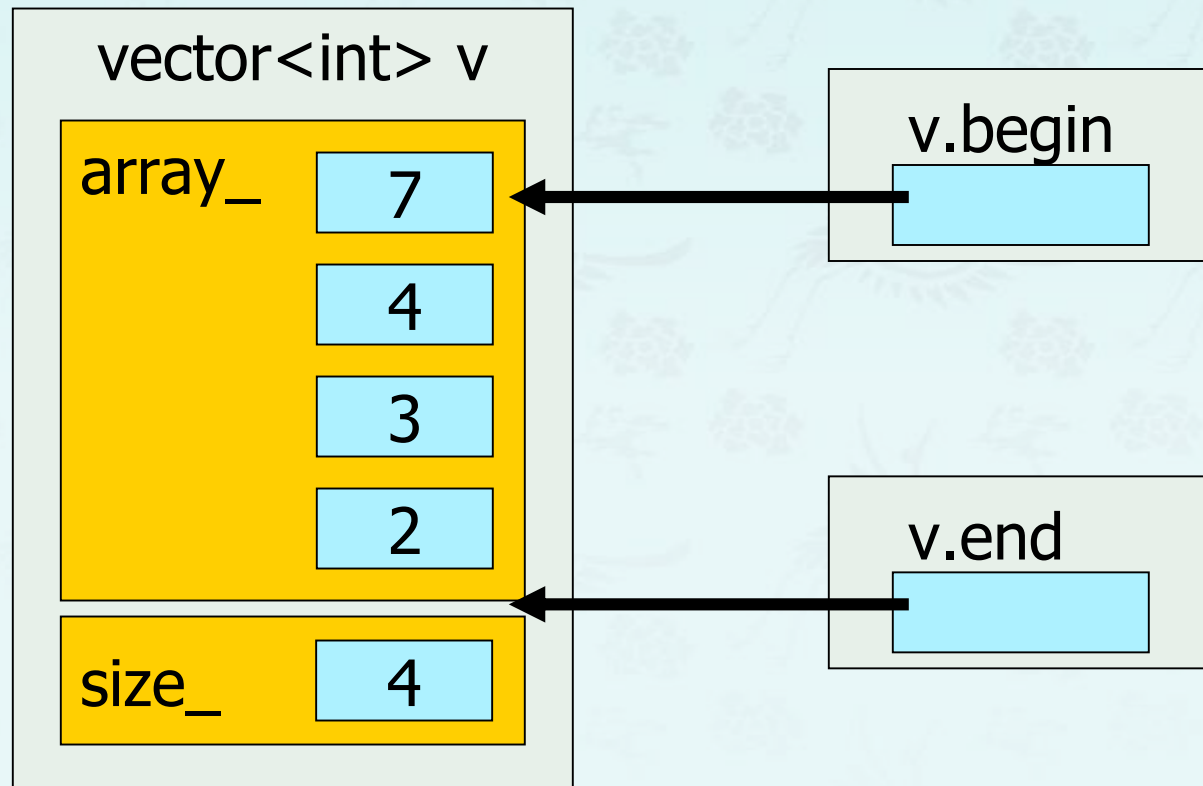 vector<int> v
array_
7
4
3
2
size_
4
v.begin
v.end